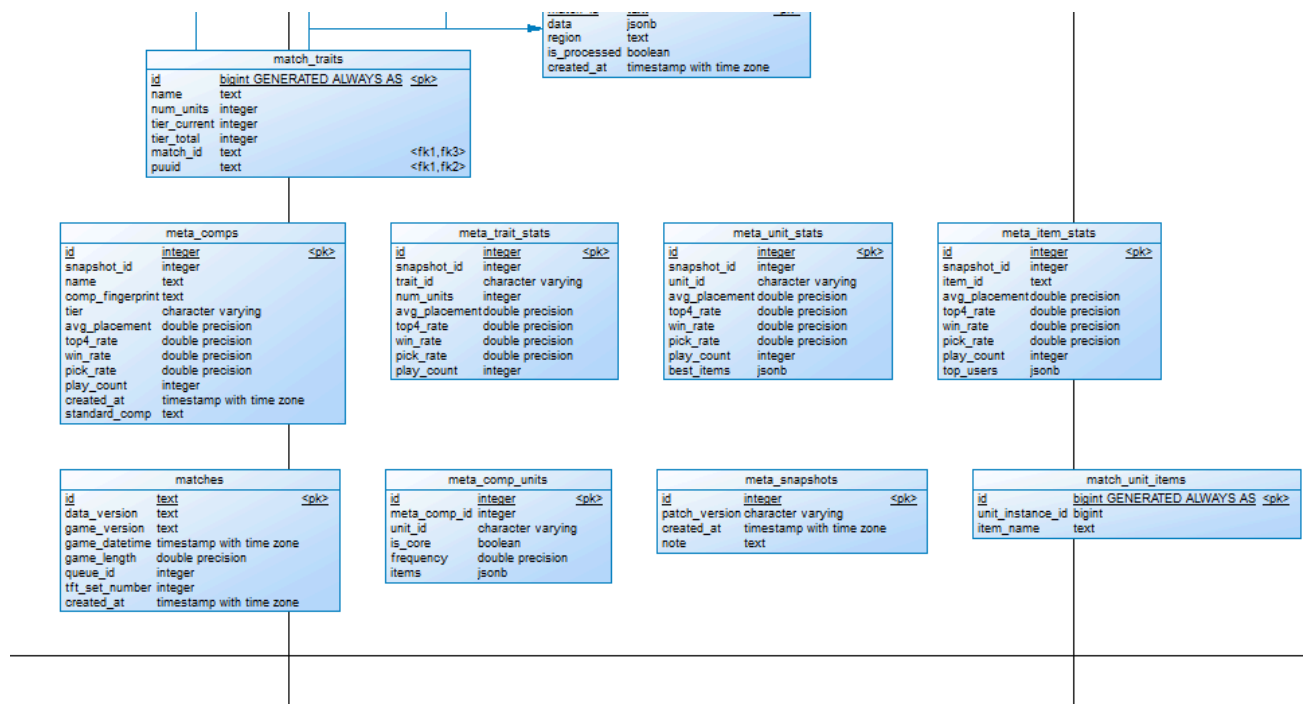 data jsonb
region text
is_processed boolean
created_at timestamp with time zone
match_traits
id bigint GENERATED ALWAYS AS <pk>
name text
num_units integer
tier_current integer
tier_total integer
match_id text <fk1,fk3>
puuid text <fk1,fk2>
meta_comps
id integer <pk>
snapshot_id integer
name text
comp_fingerprint text
tier character varying
avg_placement double precision
top4_rate double precision
win_rate double precision
pick_rate double precision
play_count integer
created_at timestamp with time zone
standard_comp text
meta_trait_stats
id integer <pk>
snapshot_id integer
trait_id character varying
num_units integer
avg_placement double precision
top4_rate double precision
win_rate double precision
pick_rate double precision
play_count integer
meta_unit_stats
id integer <pk>
snapshot_id integer
unit_id character varying
avg_placement double precision
top4_rate double precision
win_rate double precision
pick_rate double precision
play_count integer
best_items jsonb
meta_item_stats
id integer <pk>
snapshot_id integer
item_id text
avg_placement double precision
top4_rate double precision
win_rate double precision
pick_rate double precision
play_count integer
top_users jsonb
matches
id text <pk>
data_version text
game_version text
game_datetime timestamp with time zone
game_length double precision
queue_id integer
tft_set_number integer
created_at timestamp with time zone
meta_comp_units
id integer <pk>
meta_comp_id integer
unit_id character varying
is_core boolean
frequency double precision
items jsonb
meta_snapshots
id integer <pk>
patch_version character varying
created_at timestamp with time zone
note text
match_unit_items
id bigint GENERATED ALWAYS AS <pk>
unit_instance_id bigint
item_name text